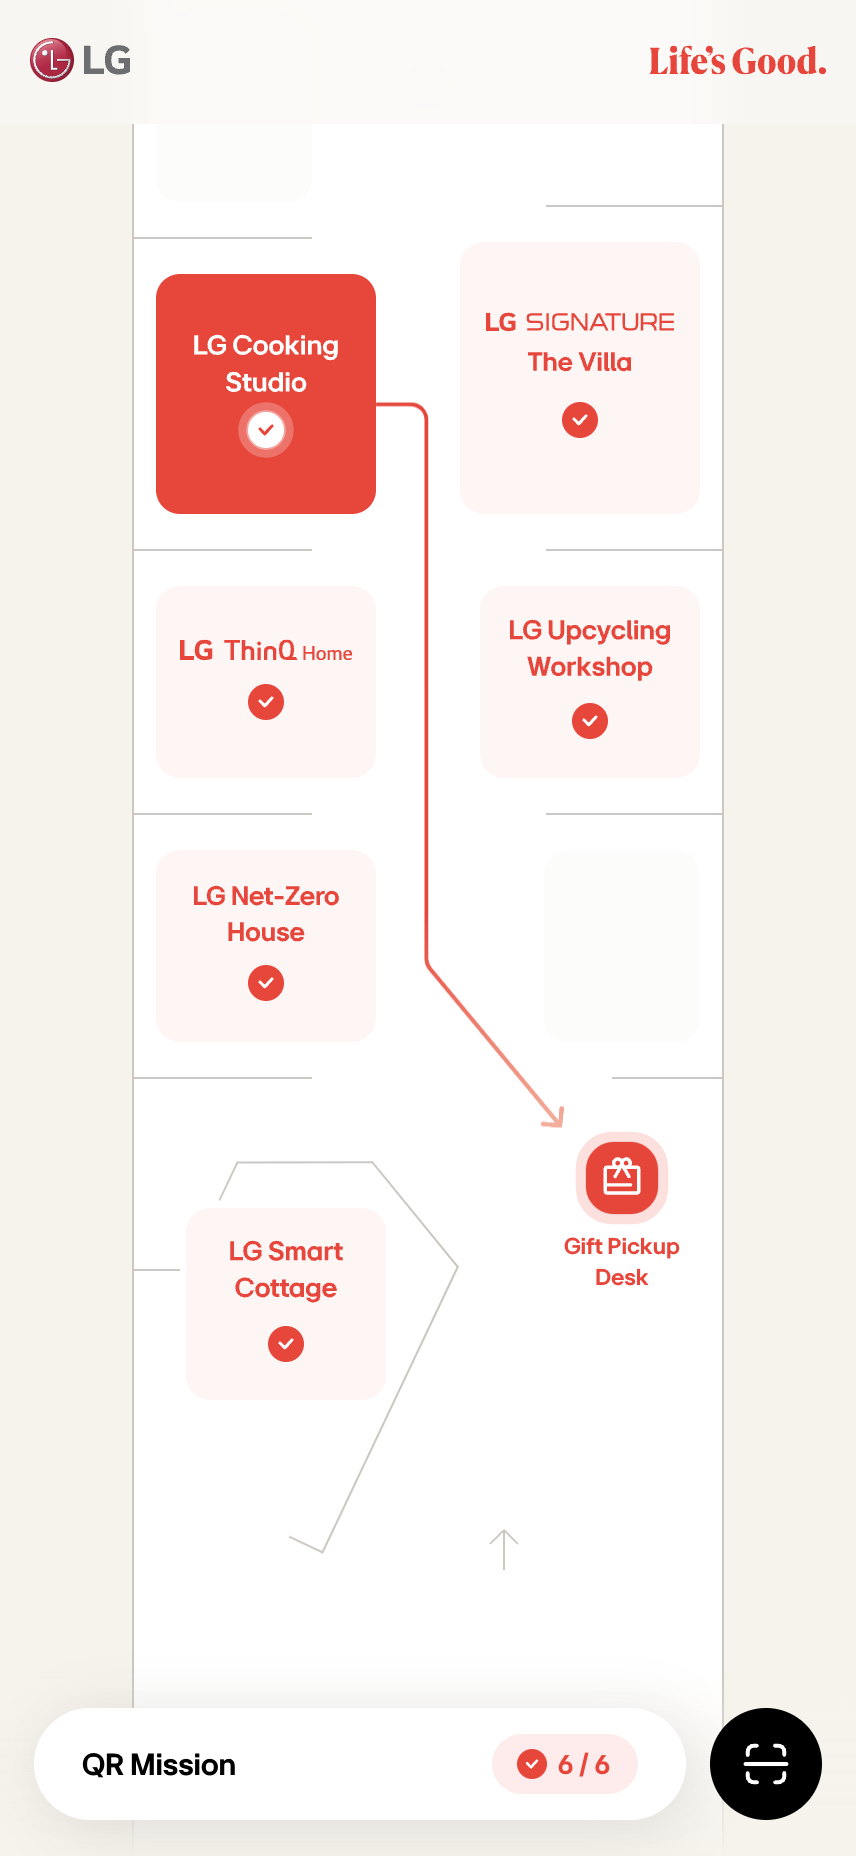 LG
Life's Good.
LG Cooking
Studio
LG SIGNATURE
The Villa
LG ThinQ Home
LG Upcycling
Workshop
LG Net-Zero
House
Gift Pickup
Desk
LG Smart
Cottage
QR Mission
6 / 6